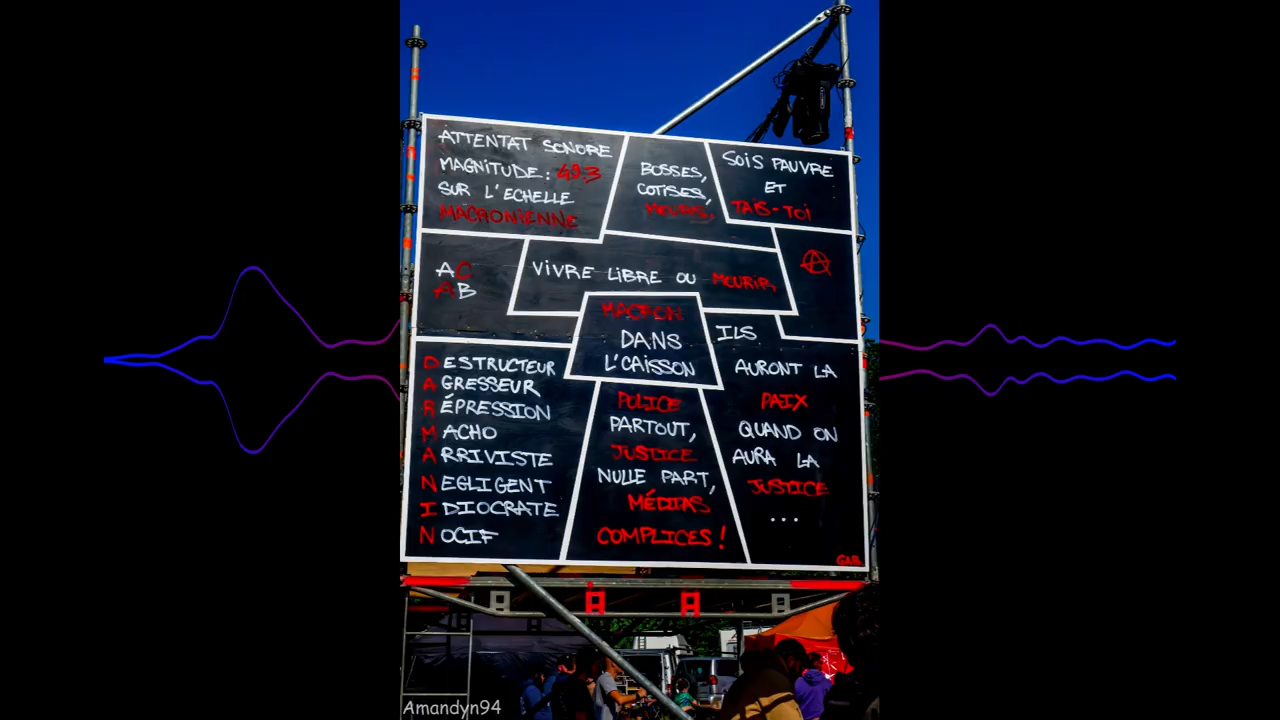 ATTENTAT SONORE
MAGNITUDE: 49.3
SUR L'ECHELLE
MACRONIENNE
BOSSES,
COTISES,
MEURS.
SOIS PAUVRE
ET
TAIS-TOI
AC
AB
VIVRE LIBRE OU MOURIR
MACRON
DANS
L'CAISSON
DESTRUCTEUR
AGRESSEUR
RÉPRESSION
MACHO
ARRIVISTE
NEGLIGENT
IDIOCRATE
NOCIF
POLICE
PARTOUT,
JUSTICE
NULLE PART,
MÉDIAS
COMPLICES !
ILS
AURONT LA
PAIX
QUAND ON
AURA LA
JUSTICE
...
Amandyn94